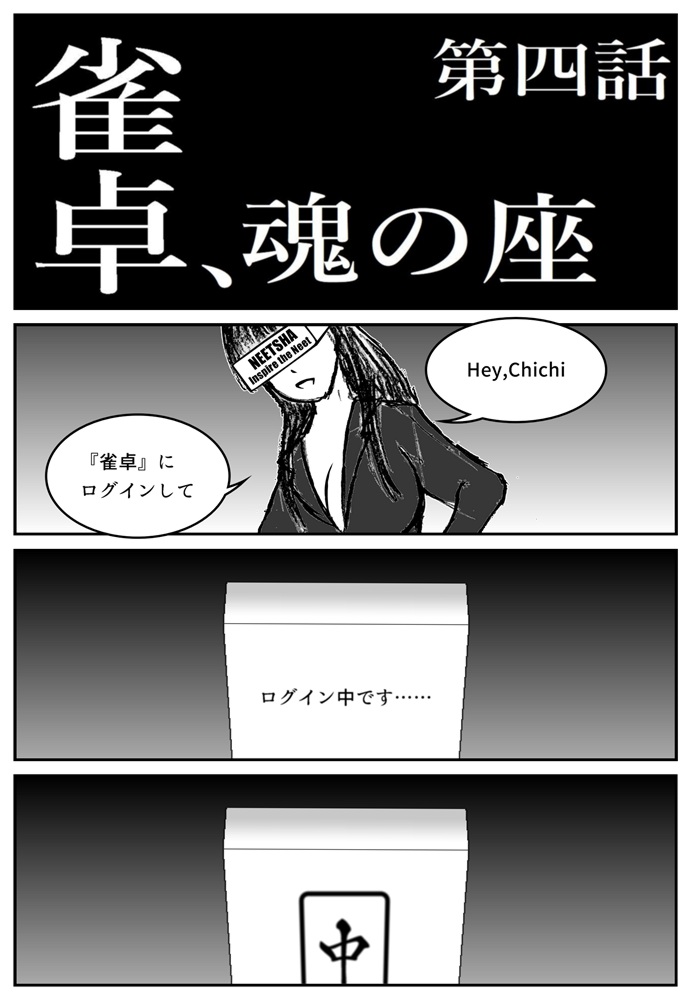 第四話
雀卓、魂の座
NEETSHA
Inspire the Neet
Hey,Chichi
『雀卓』に
ログインして
ログイン中です……
中